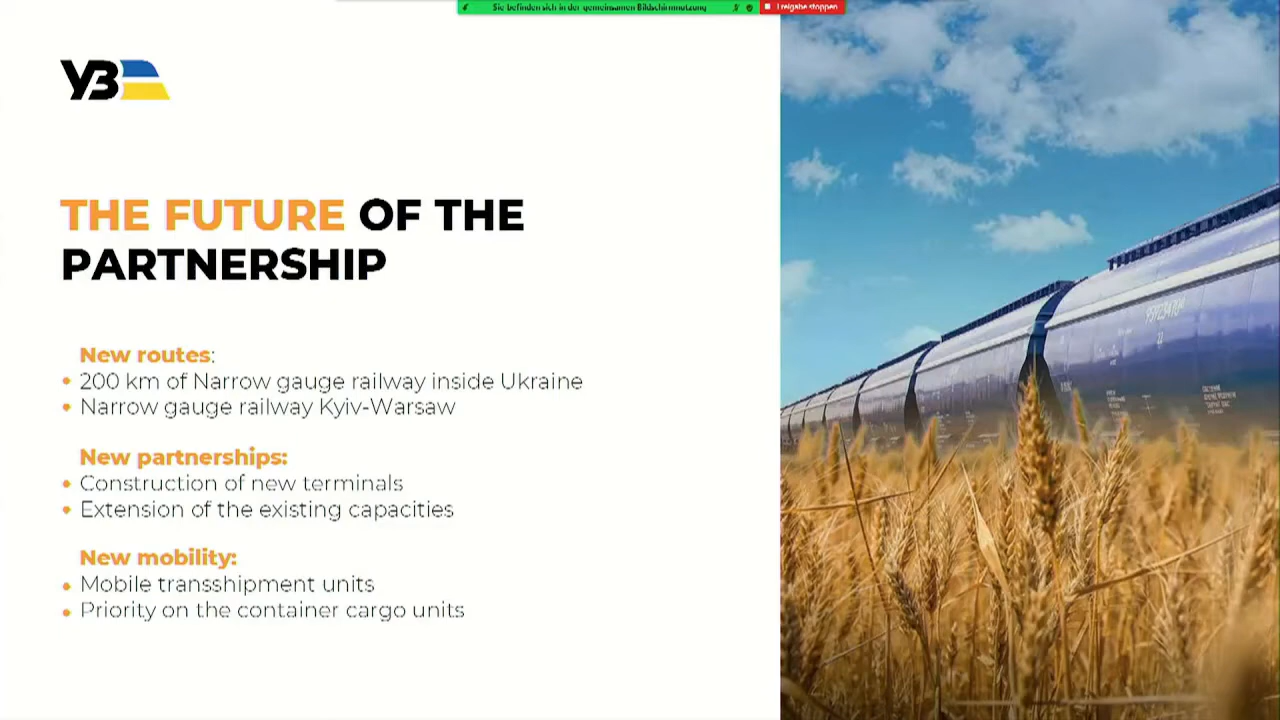 Sie befinden sich in der gemeinsamen Bildschirmnutzung
Freigabe stoppen
УЗ
THE FUTURE OF THE
PARTNERSHIP
New routes:
• 200 km of Narrow gauge railway inside Ukraine
• Narrow gauge railway Kyiv-Warsaw
New partnerships:
• Construction of new terminals
• Extension of the existing capacities
New mobility:
• Mobile transshipment units
• Priority on the container cargo units